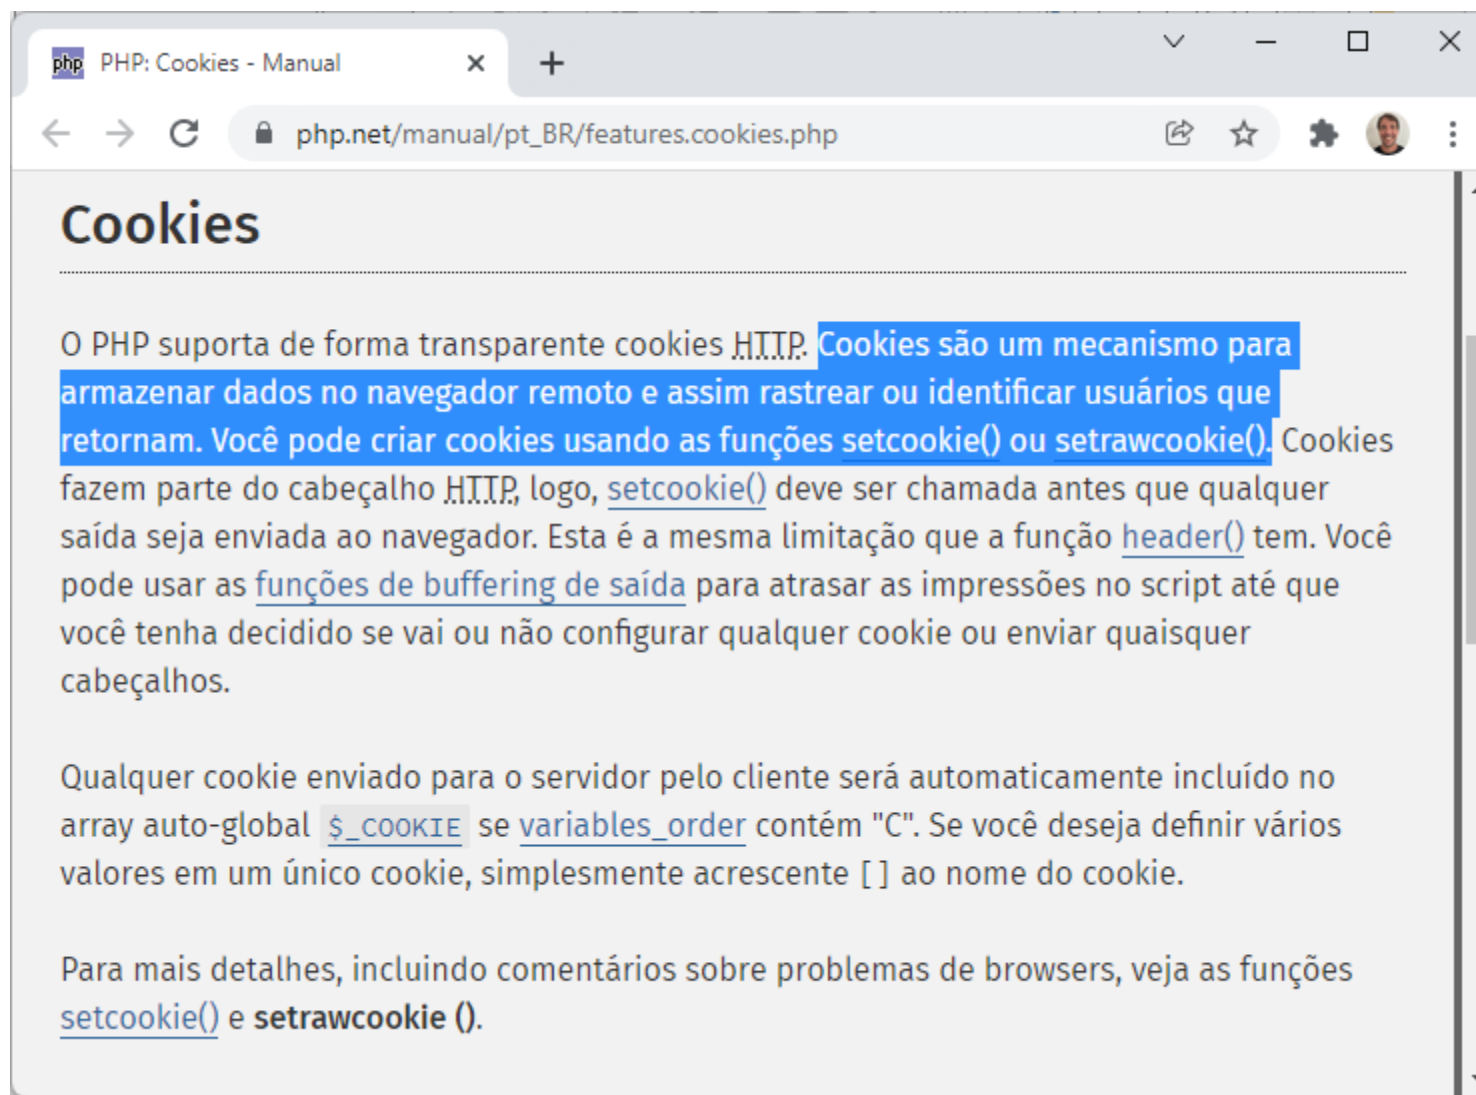 php PHP: Cookies - Manual
php.net/manual/pt_BR/features.cookies.php
Cookies
O PHP suporta de forma transparente cookies HTTP. Cookies são um mecanismo para
armazenar dados no navegador remoto e assim rastrear ou identificar usuários que
retornam. Você pode criar cookies usando as funções setcookie() ou setrawcookie(). Cookies
fazem parte do cabeçalho HTTP, logo, setcookie() deve ser chamada antes que qualquer
saída seja enviada ao navegador. Esta é a mesma limitação que a função header() tem. Você
pode usar as funções de buffering de saída para atrasar as impressões no script até que
você tenha decidido se vai ou não configurar qualquer cookie ou enviar quaisquer
cabeçalhos.
Qualquer cookie enviado para o servidor pelo cliente será automaticamente incluído no
array auto-global $_COOKIE se variables_order contém "C". Se você deseja definir vários
valores em um único cookie, simplesmente acrescente [] ao nome do cookie.
Para mais detalhes, incluindo comentários sobre problemas de browsers, veja as funções
setcookie() e setrawcookie ().